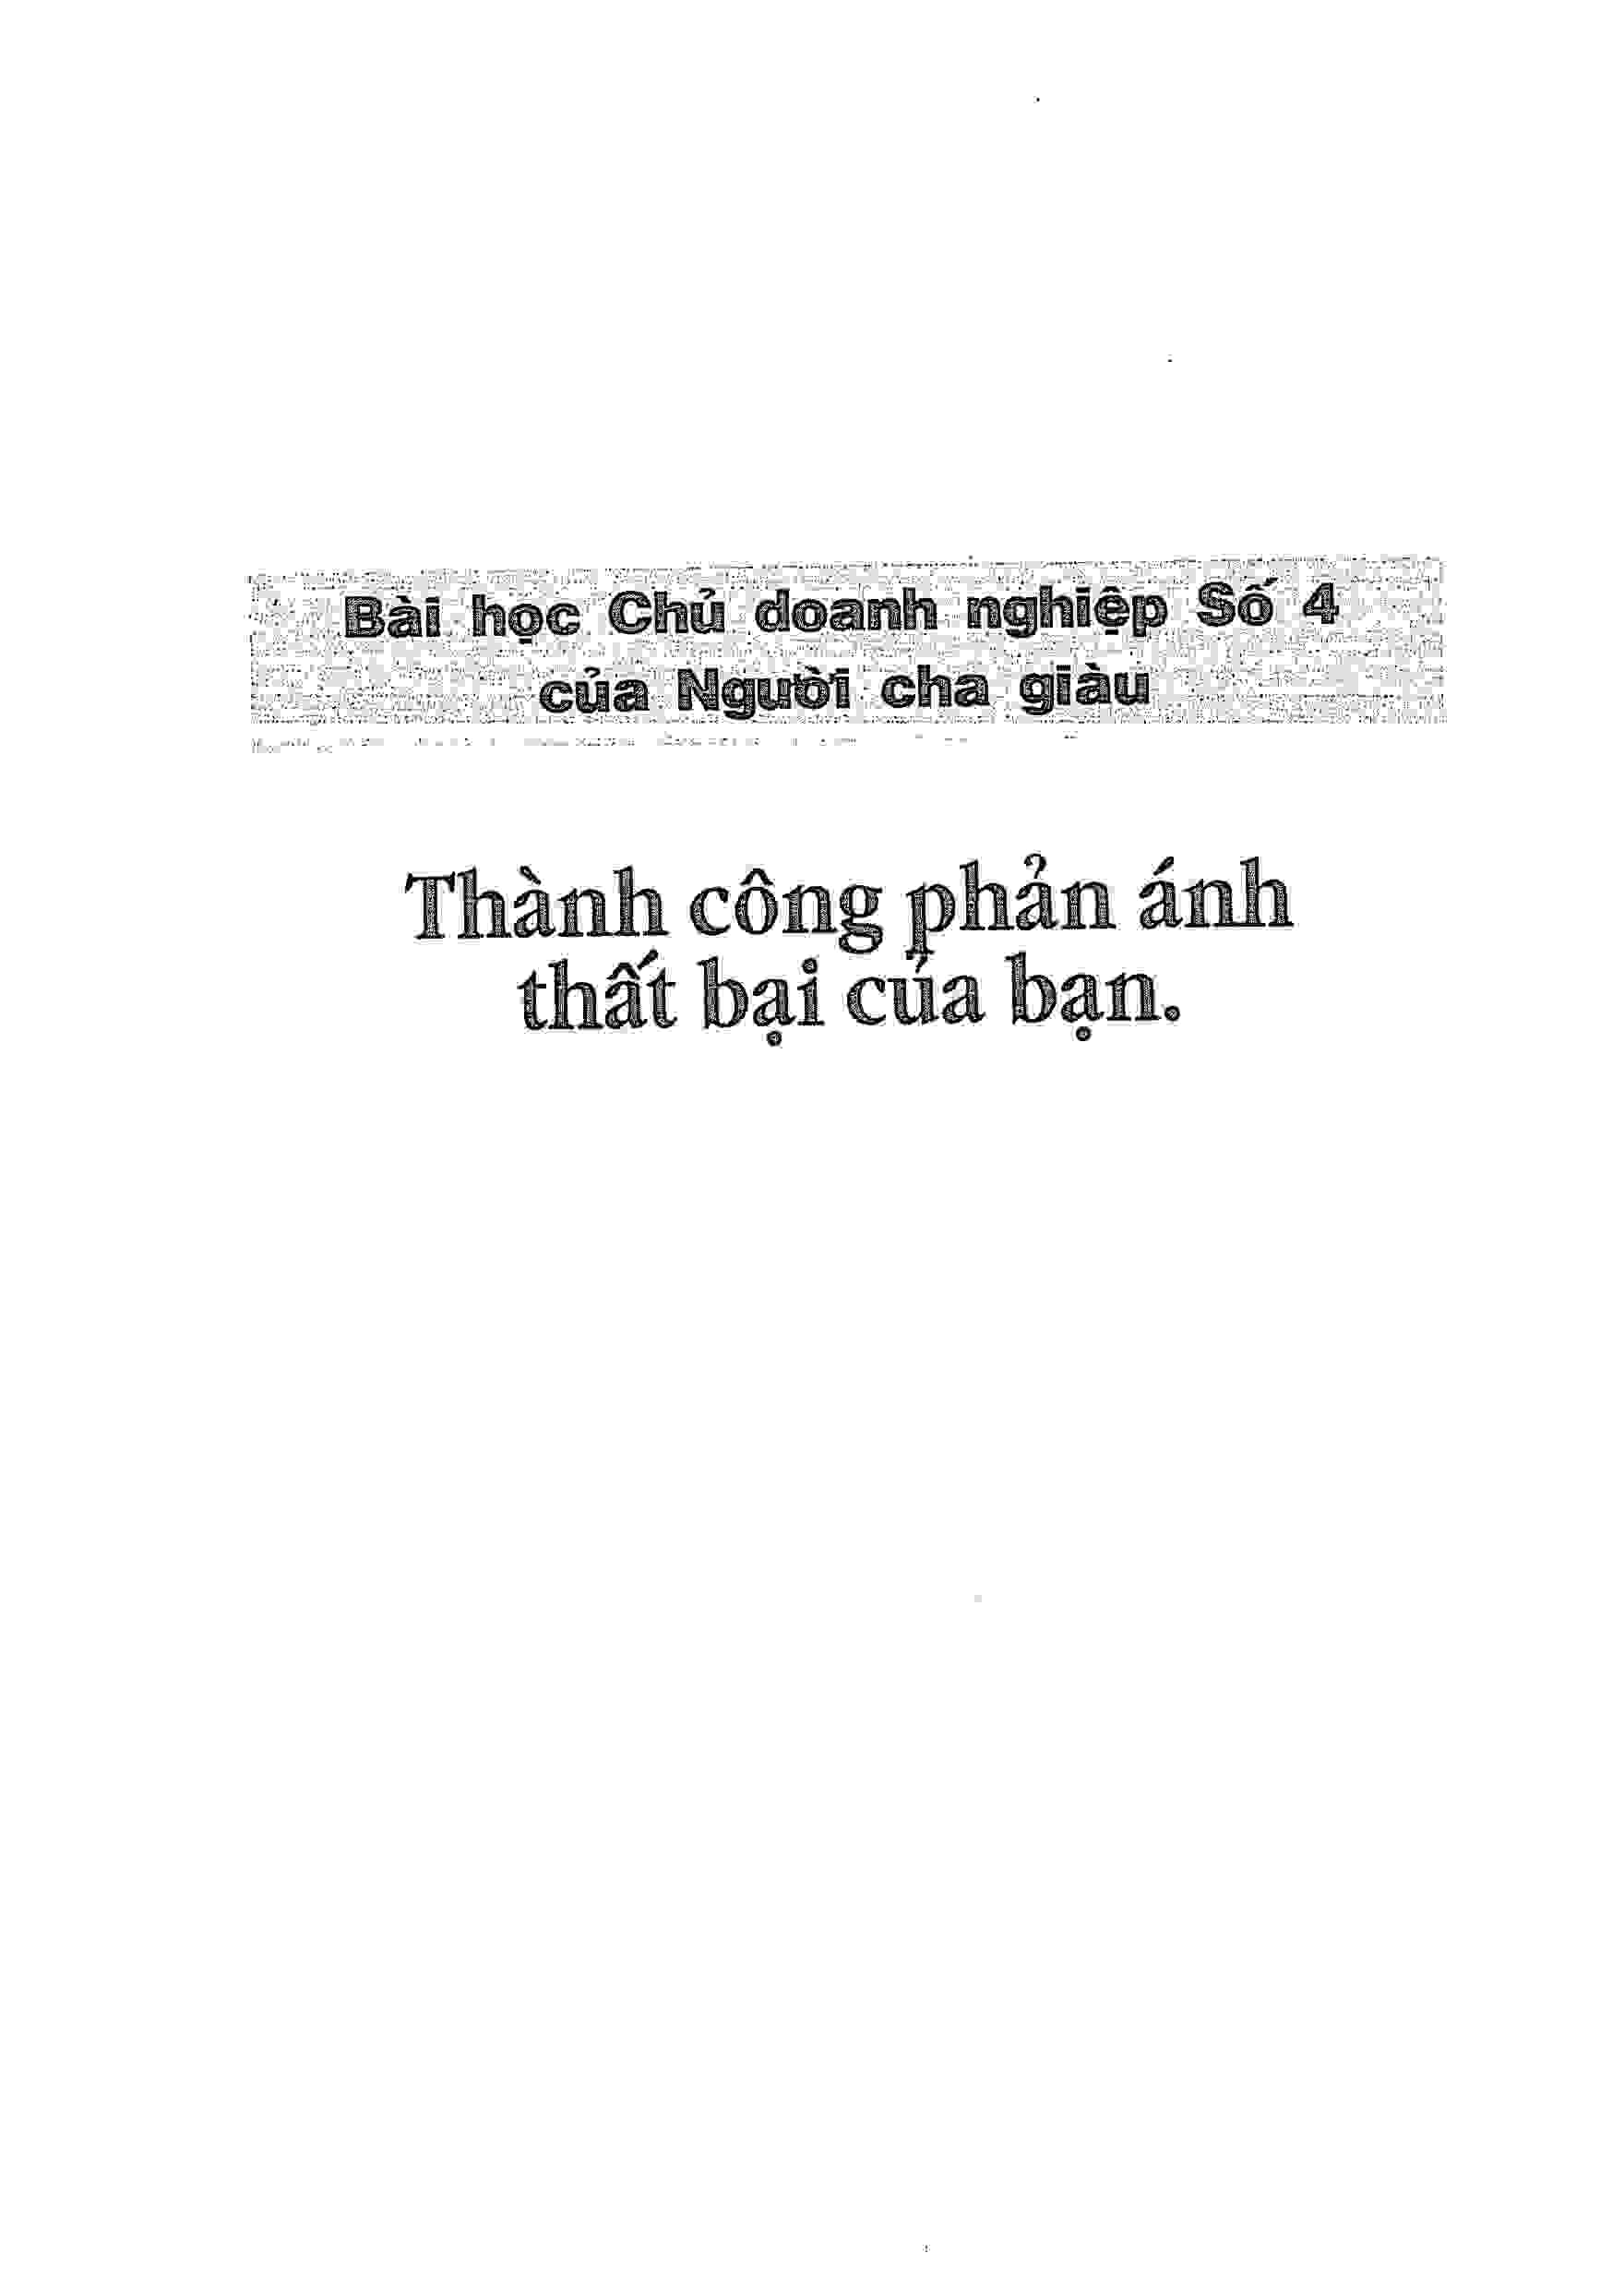 Bài học Chủ doanh nghiệp Số 4
của Người cha giàu
Thành công phản ánh
thất bại của bạn.